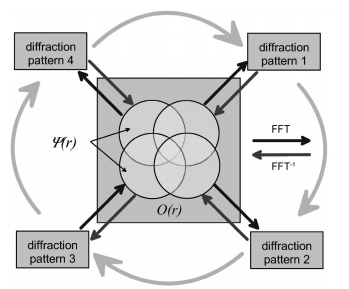 diffraction
pattern 4
diffraction
pattern 1
Ψ(r)
FFT
FFT⁻¹
O(r)
diffraction
pattern 3
diffraction
pattern 2